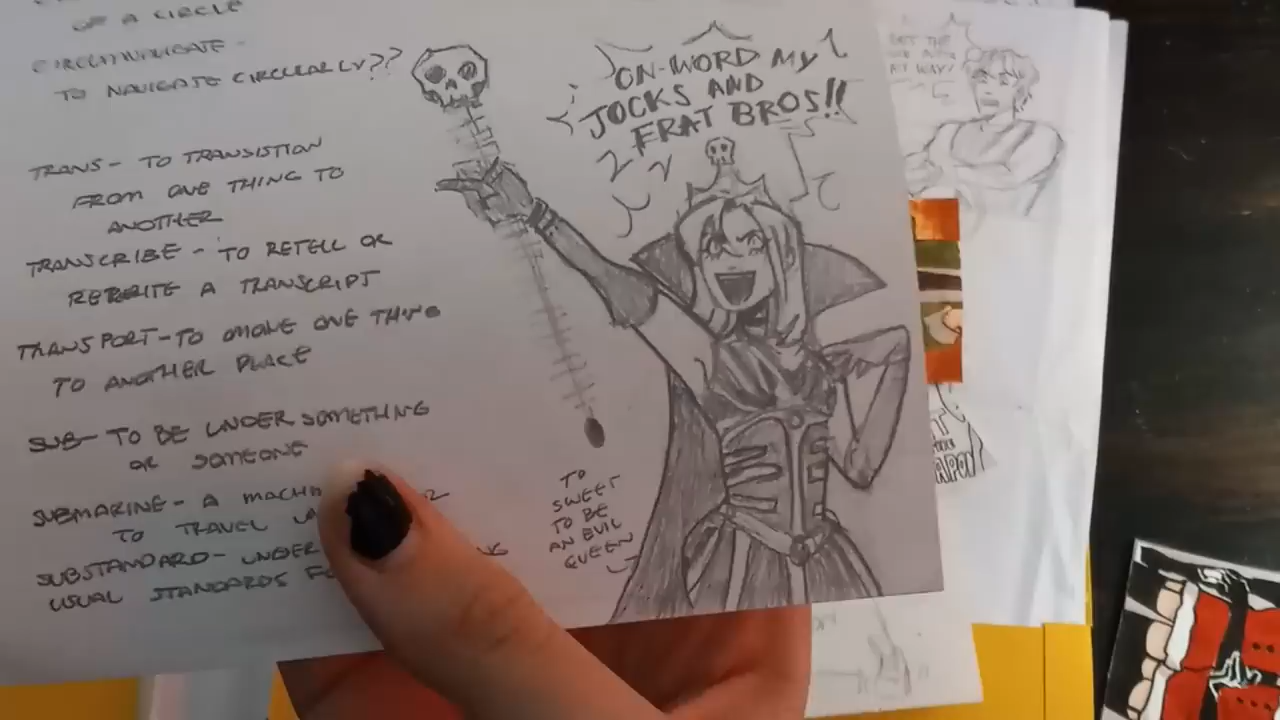 OF A CIRCLE
CIRCUMNAVIGATE -
TO NAVIGATE CIRCULARLY??
TRANS- TO TRANSISTION
FROM ONE THING TO
ANOTHER
TRANSCRIBE - TO RETELL OR
REWRITE A TRANSCRIPT
TRANSPORT-TO MOVE ONE THING
TO ANOTHER PLACE
SUB- TO BE UNDER SOMETHING
OR SOMEONE
SUBMARINE - A
TO TRAVEL
SUBSTANDARD- UNDER
USUAL STANDARDS
ON-WORD MY
JOCKS AND
FRAT BROS!!
TO
SWEET
TO BE
AN EVIL
QUEEN
MY WAY!